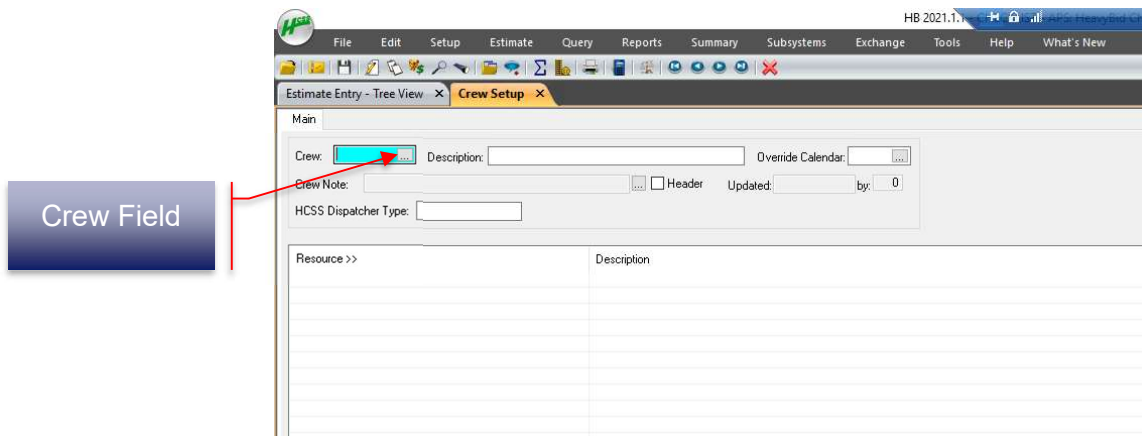 HCSS
HB 2021.1.1
File Edit Setup Estimate Query Reports Summary Subsystems Exchange Tools Help What's New
Estimate Entry - Tree View X Crew Setup X
Main
Crew: ... Description: Override Calendar: ...
Crew Note: ... Header Updated: by: 0
HCSS Dispatcher Type:
Crew Field
Resource >> Description